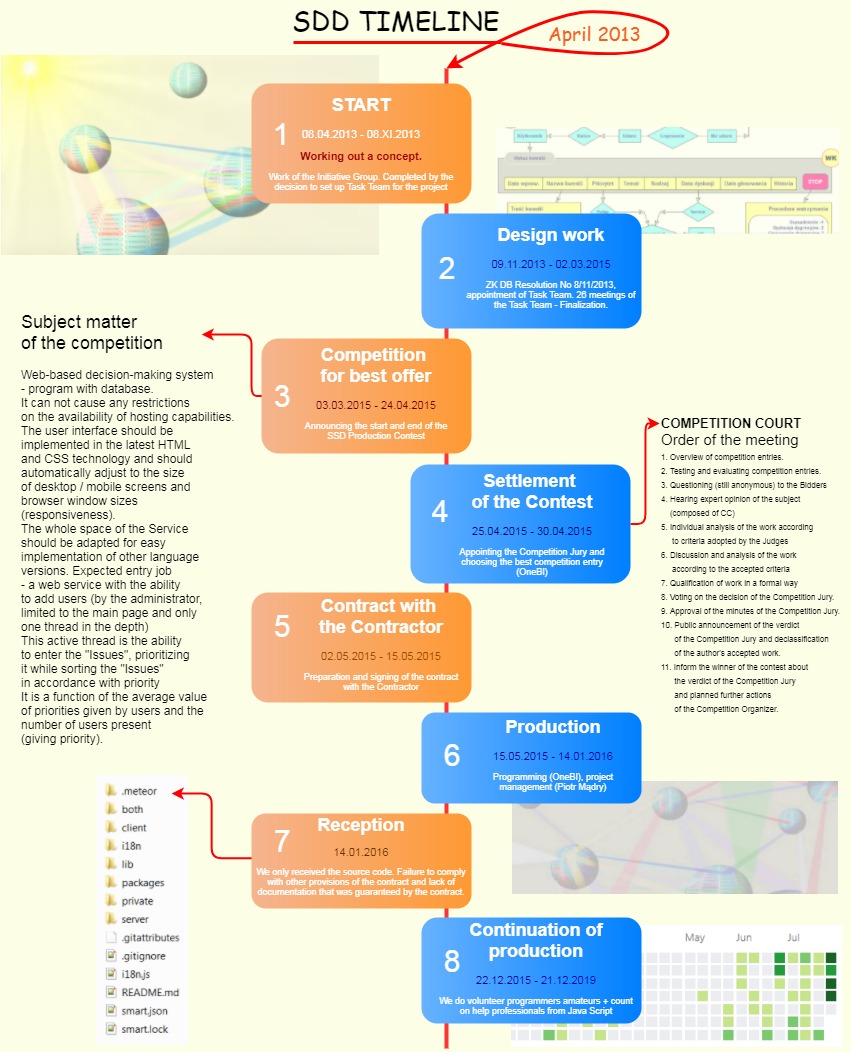 SDD TIMELINE
April 2013
START
1
08.04.2013 - 08.XI.2013
Working out a concept.
Work of the Initiative Group. Completed by the
decision to set up Task Team for the project
WK
STOP
Design work
2
09.11.2013 - 02.03.2015
ZK DB Resolution No 8/11/2013,
appointment of Task Team. 26 meetings of
the Task Team - Finalization.
Subject matter
of the competition
Web-based decision-making system
- program with database.
It can not cause any restrictions
on the availability of hosting capabilities.
The user interface should be
implemented in the latest HTML
and CSS technology and should
automatically adjust to the size
of desktop / mobile screens and
browser window sizes
(responsiveness).
The whole space of the Service
should be adapted for easy
implementation of other language
versions. Expected entry job
- a web service with the ability
to add users (by the administrator,
limited to the main page and only
one thread in the depth)
This active thread is the ability
to enter the "Issues", prioritizing
it while sorting the "Issues"
in accordance with priority
It is a function of the average value
of priorities given by users and the
number of users present
(giving priority).
Competition
for best offer
3
03.03.2015 - 24.04.2015
Announcing the start and end of the
SSD Production Contest
COMPETITION COURT
Order of the meeting
1. Overview of competition entries.
2. Testing and evaluating competition entries.
3. Questioning (still anonymous) to the Bidders
4. Hearing expert opinion of the subject
(composed of CC)
5. Individual analysis of the work according
to criteria adopted by the Judges
6. Discussion and analysis of the work
according to the accepted criteria
7. Qualification of work in a formal way
8. Voting on the decision of the Competition Jury.
9. Approval of the minutes of the Competition Jury.
10. Public announcement of the verdict
of the Competition Jury and declassification
of the author's accepted work.
11. Inform the winner of the contest about
the verdict of the Competition Jury
and planned further actions
of the Competition Organizer.
Settlement
of the Contest
4
25.04.2015 - 30.04.2015
Appointing the Competition Jury and
choosing the best competition entry
(OneBI)
Contract with
the Contractor
5
02.05.2015 - 15.05.2015
Preparation and signing of the contract
with the Contractor
Production
6
15.05.2015 - 14.01.2016
Programming (OneBI), project
management (Piotr Mądry)
Reception
7
14.01.2016
We only received the source code. Failure to comply
with other provisions of the contract and lack of
documentation that was guaranteed by the contract.
.meteor
both
client
i18n
lib
packages
private
server
.gitattributes
.gitignore
i18n.js
README.md
smart.json
smart.lock
Continuation of
production
8
22.12.2015 - 21.12.2019
We do volunteer programmers amateurs + count
on help professionals from Java Script
May Jun Jul